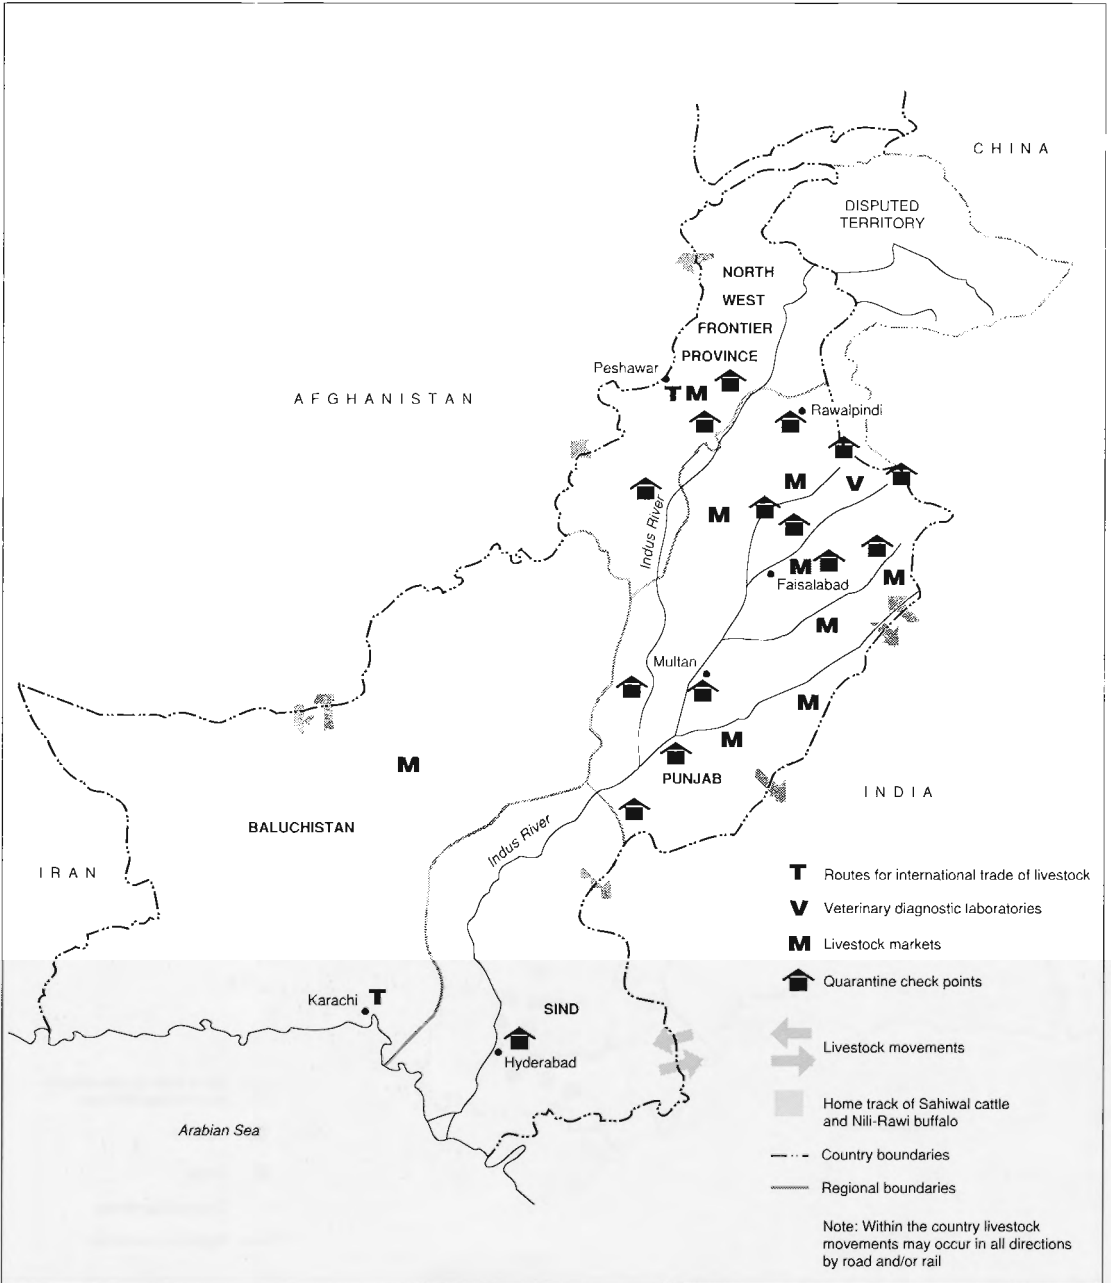 CHINA
DISPUTED
TERRITORY
NORTH
WEST
FRONTIER
PROVINCE
Peshawar
T M
AFGHANISTAN
Rawalpindi
M
V
M
Indus River
M
Faisalabad
M
M
Multan
M
M
M
PUNJAB
INDIA
BALUCHISTAN
Indus River
IRAN
T Routes for international trade of livestock
V Veterinary diagnostic laboratories
M Livestock markets
Quarantine check points
Karachi T
SIND
Livestock movements
Hyderabad
Home track of Sahiwal cattle
and Nili-Rawi buffalo
Arabian Sea
Country boundaries
Regional boundaries
Note: Within the country livestock
movements may occur in all directions
by road and/or rail